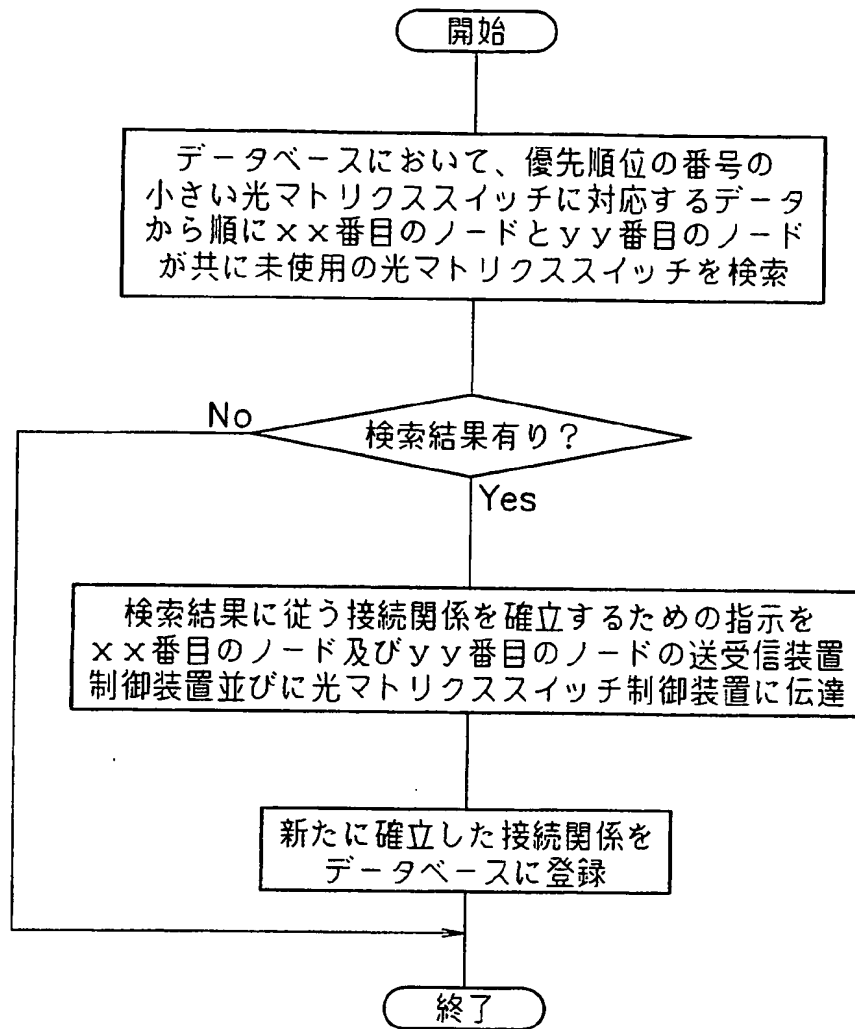 開始
データベースにおいて、優先順位の番号の
小さい光マトリクススイッチに対応するデータ
から順にxx番目のノードとyy番目のノード
が共に未使用の光マトリクススイッチを検索
No
検索結果有り?
Yes
検索結果に従う接続関係を確立するための指示を
xx番目のノード及びyy番目のノードの送受信装置
制御装置並びに光マトリクススイッチ制御装置に伝達
新たに確立した接続関係を
データベースに登録
終了